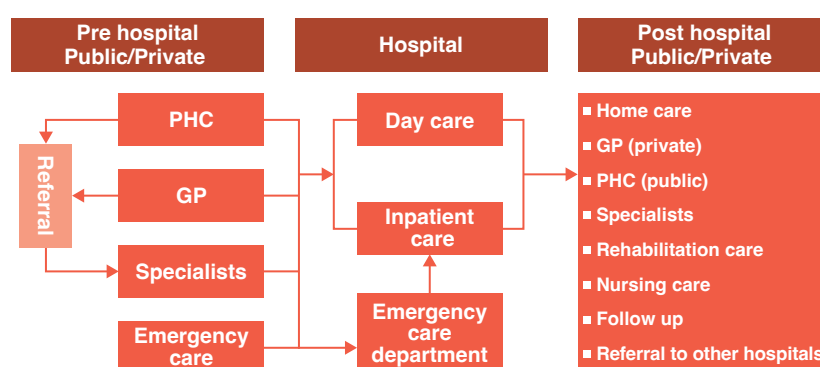 Pre hospital
Public/Private
Hospital
Post hospital
Public/Private
PHC
GP
Specialists
Emergency
care
Referral
Day care
Inpatient
care
Emergency
care
department
Home care
GP (private)
PHC (public)
Specialists
Rehabilitation care
Nursing care
Follow up
Referral to other hospitals